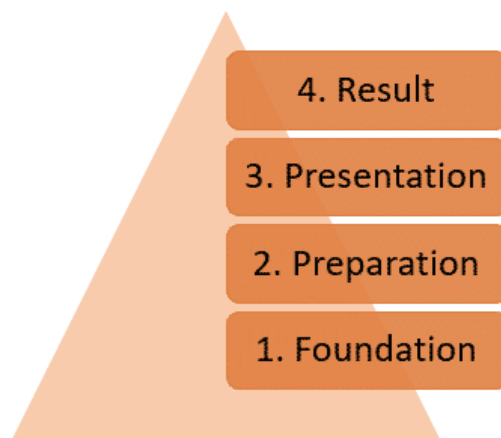 4. Result
3. Presentation
2. Preparation
1. Foundation